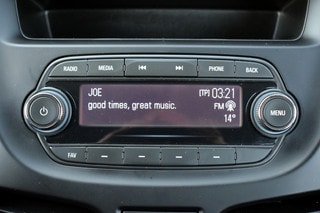 RADIO MEDIA PHONE BACK
JOE [TP] 03:21
good times, great music. FM
14°
MENU
FAV